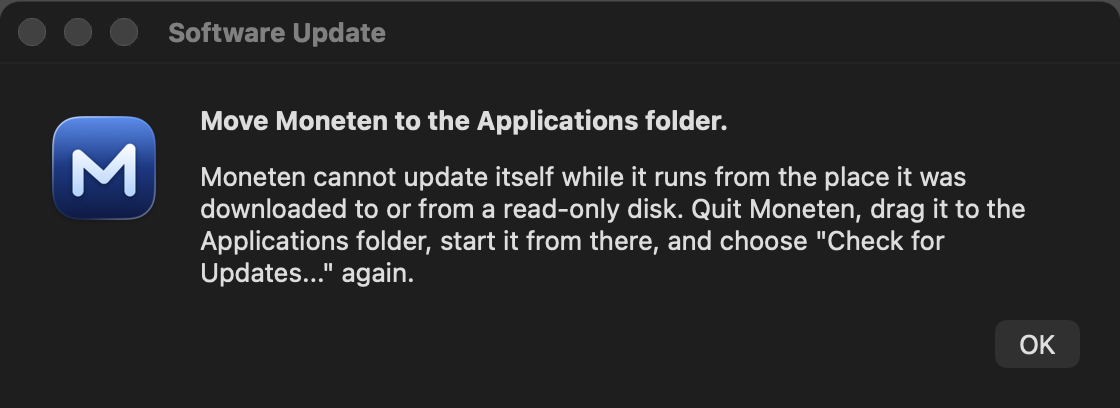 Software Update
Move Moneten to the Applications folder.
Moneten cannot update itself while it runs from the place it was
downloaded to or from a read-only disk. Quit Moneten, drag it to the
Applications folder, start it from there, and choose "Check for
Updates..." again.
OK